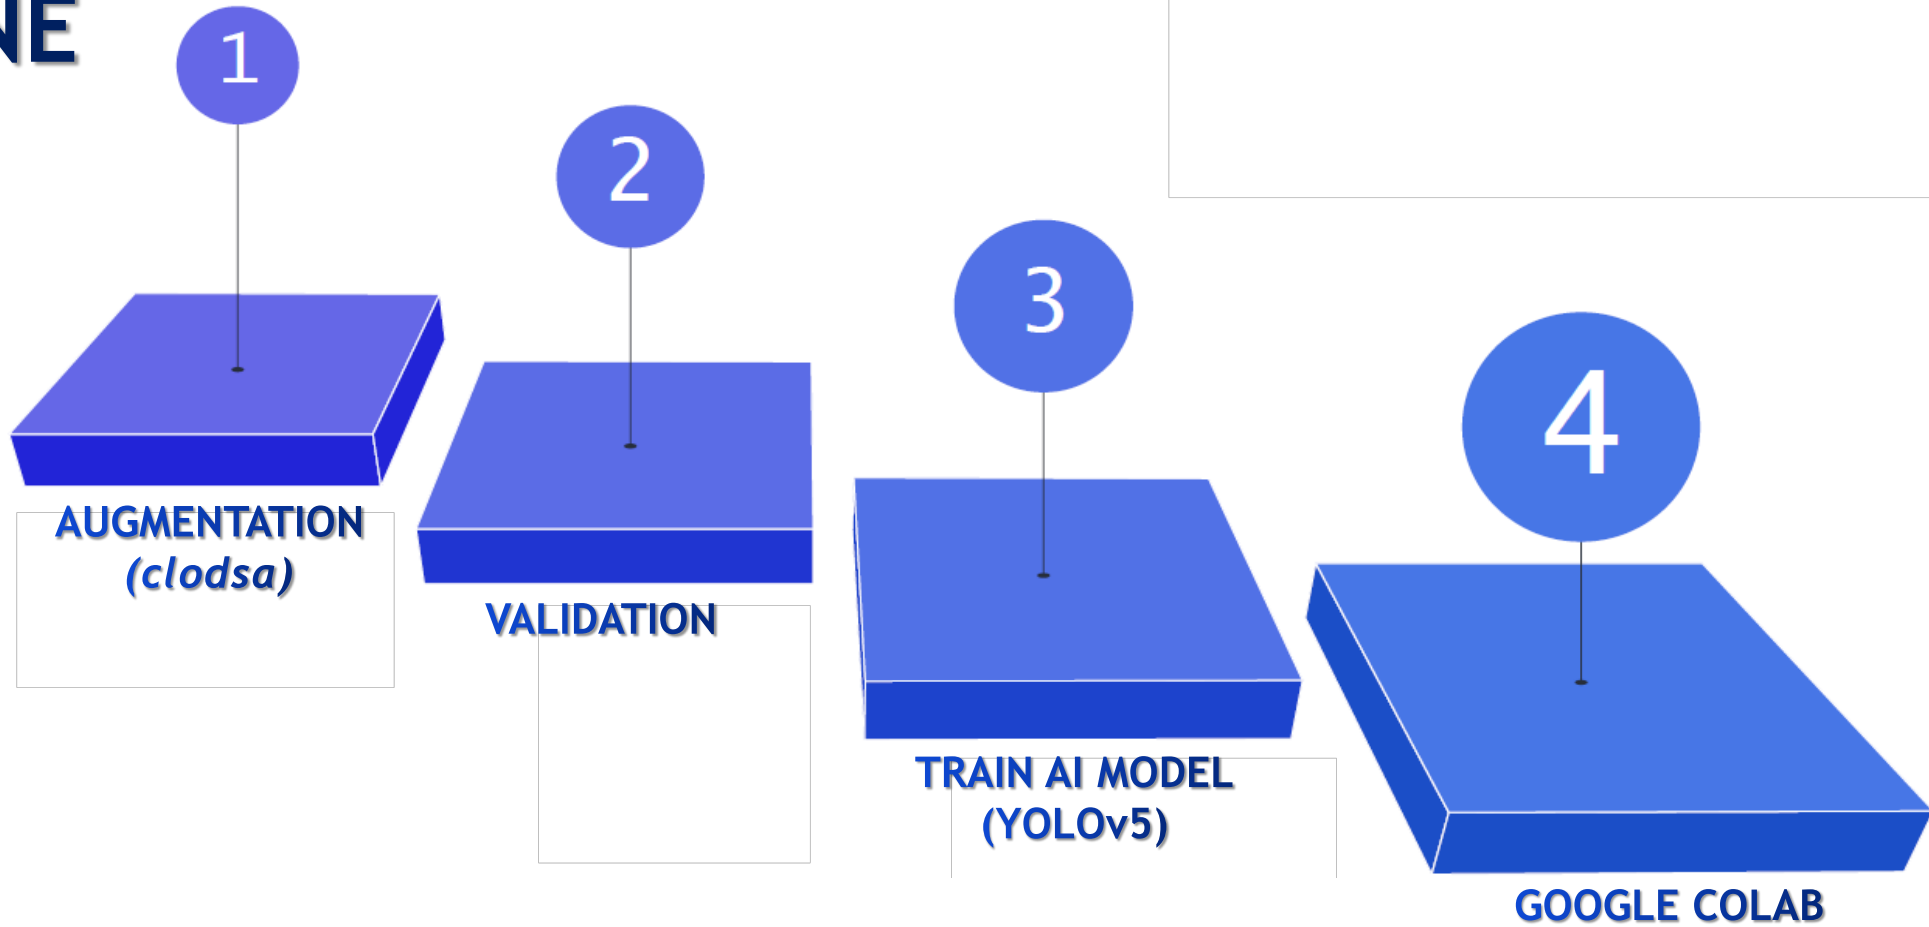 1
2
3
4
AUGMENTATION
(clodsa)
VALIDATION
TRAIN AI MODEL
(YOLOv5)
GOOGLE COLAB